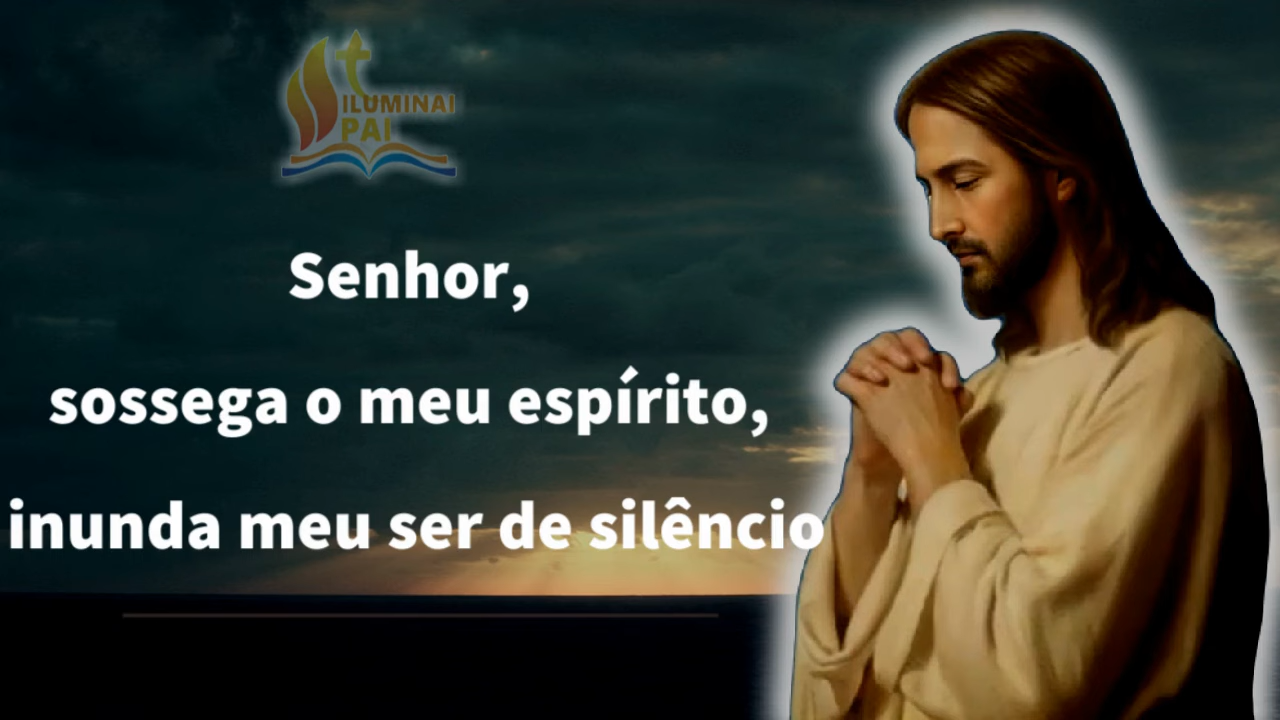 ILUMINAI
PAI
Senhor,
sossega o meu espírito,
inunda meu ser de silêncio